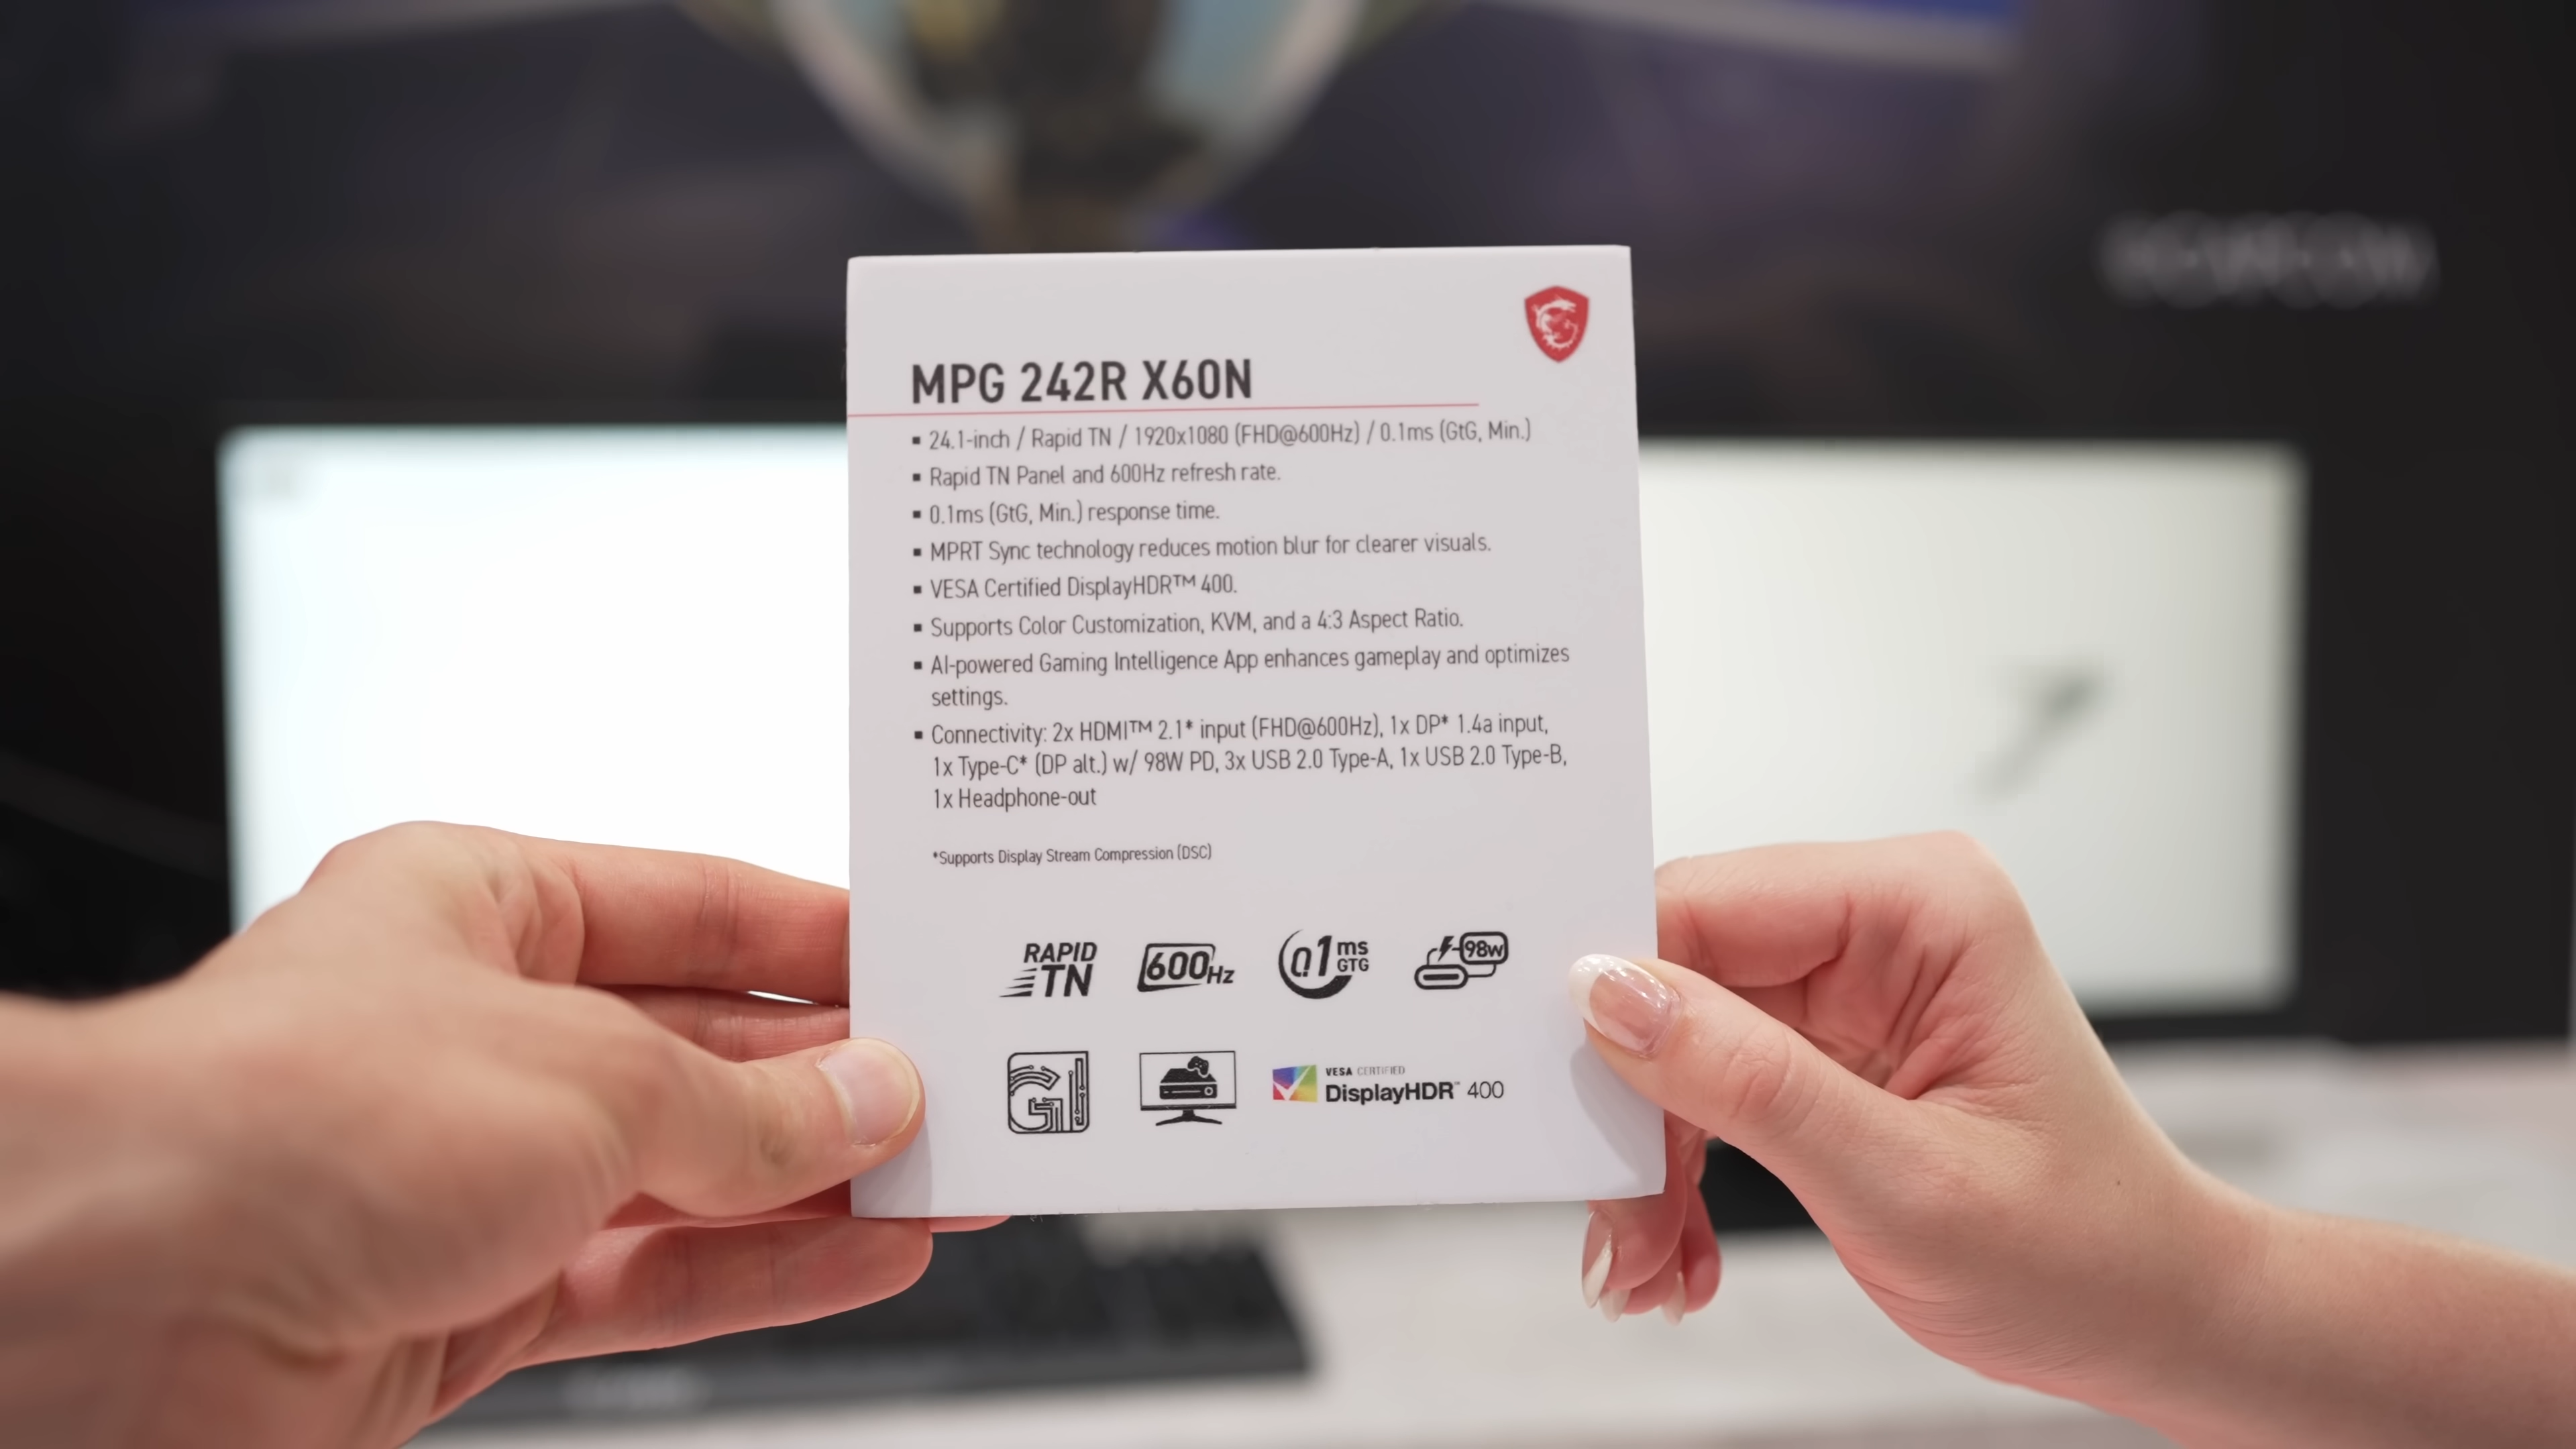 MPG 242R X60N
▪ 24.1-inch / Rapid TN / 1920x1080 (FHD@600Hz) / 0.1ms (GtG, Min.)
▪ Rapid TN Panel and 600Hz refresh rate.
▪ 0.1ms (GtG, Min.) response time.
▪ MPRT Sync technology reduces motion blur for clearer visuals.
▪ VESA Certified DisplayHDR™ 400.
▪ Supports Color Customization, KVM, and a 4:3 Aspect Ratio.
▪ AI-powered Gaming Intelligence App enhances gameplay and optimizes
settings.
▪ Connectivity: 2x HDMI™ 2.1* input (FHD@600Hz), 1x DP* 1.4a input,
1x Type-C* (DP alt.) w/ 98W PD, 3x USB 2.0 Type-A, 1x USB 2.0 Type-B,
1x Headphone-out
*Supports Display Stream Compression (DSC)
RAPID
TN
600Hz
0.1 ms
GTG
98W
GI
VESA CERTIFIED
DisplayHDR™ 400